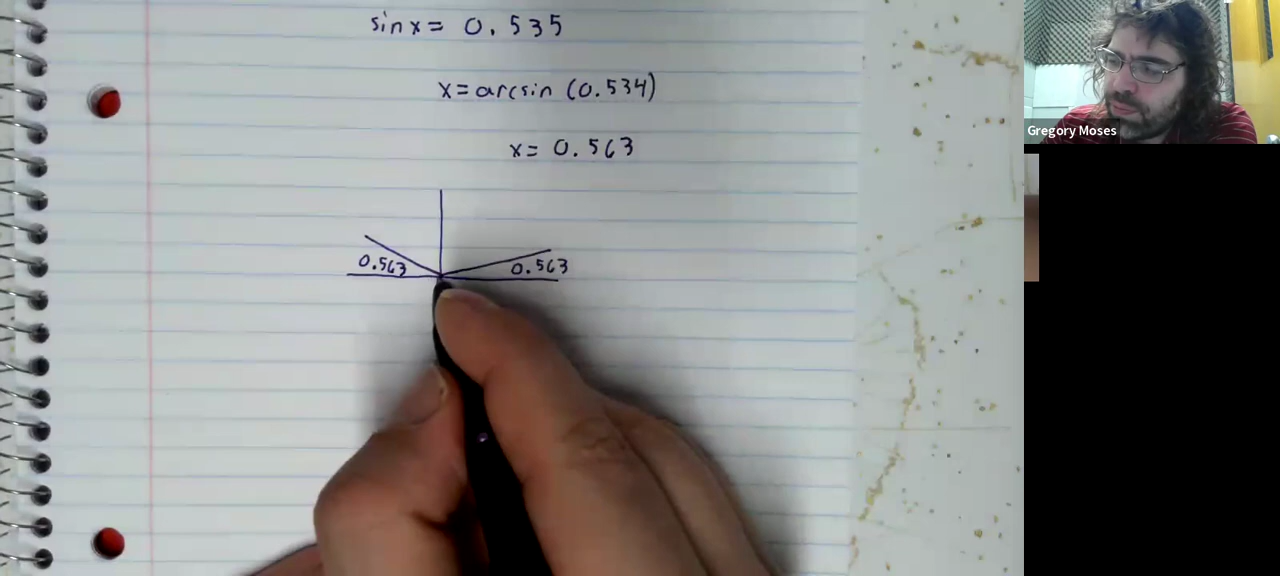 sin x = 0.535
x = arcsin (0.534)
x = 0.563
0.563 0.563
Gregory Moses